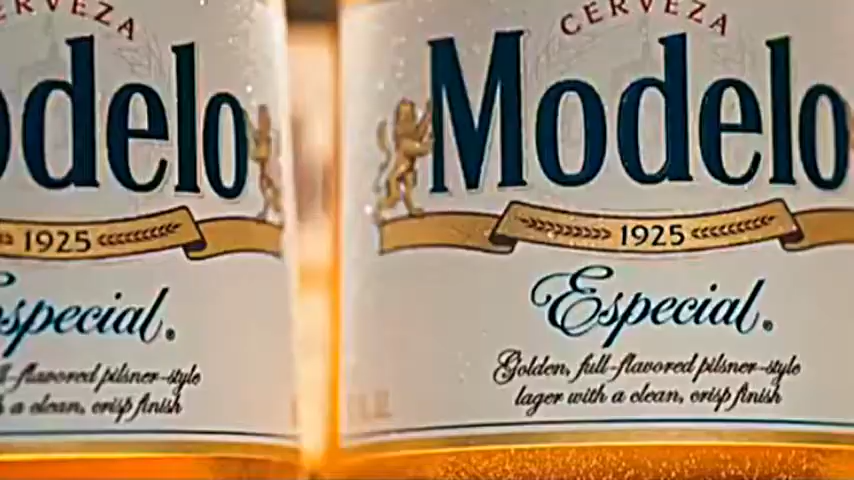 CERVEZA
odelo
1925
Especial.
-flavored pilsner-style
a clean, crisp finish
CERVEZA
Modelo
1925
Especial.
Golden, full-flavored pilsner-style
lager with a clean, crisp finish